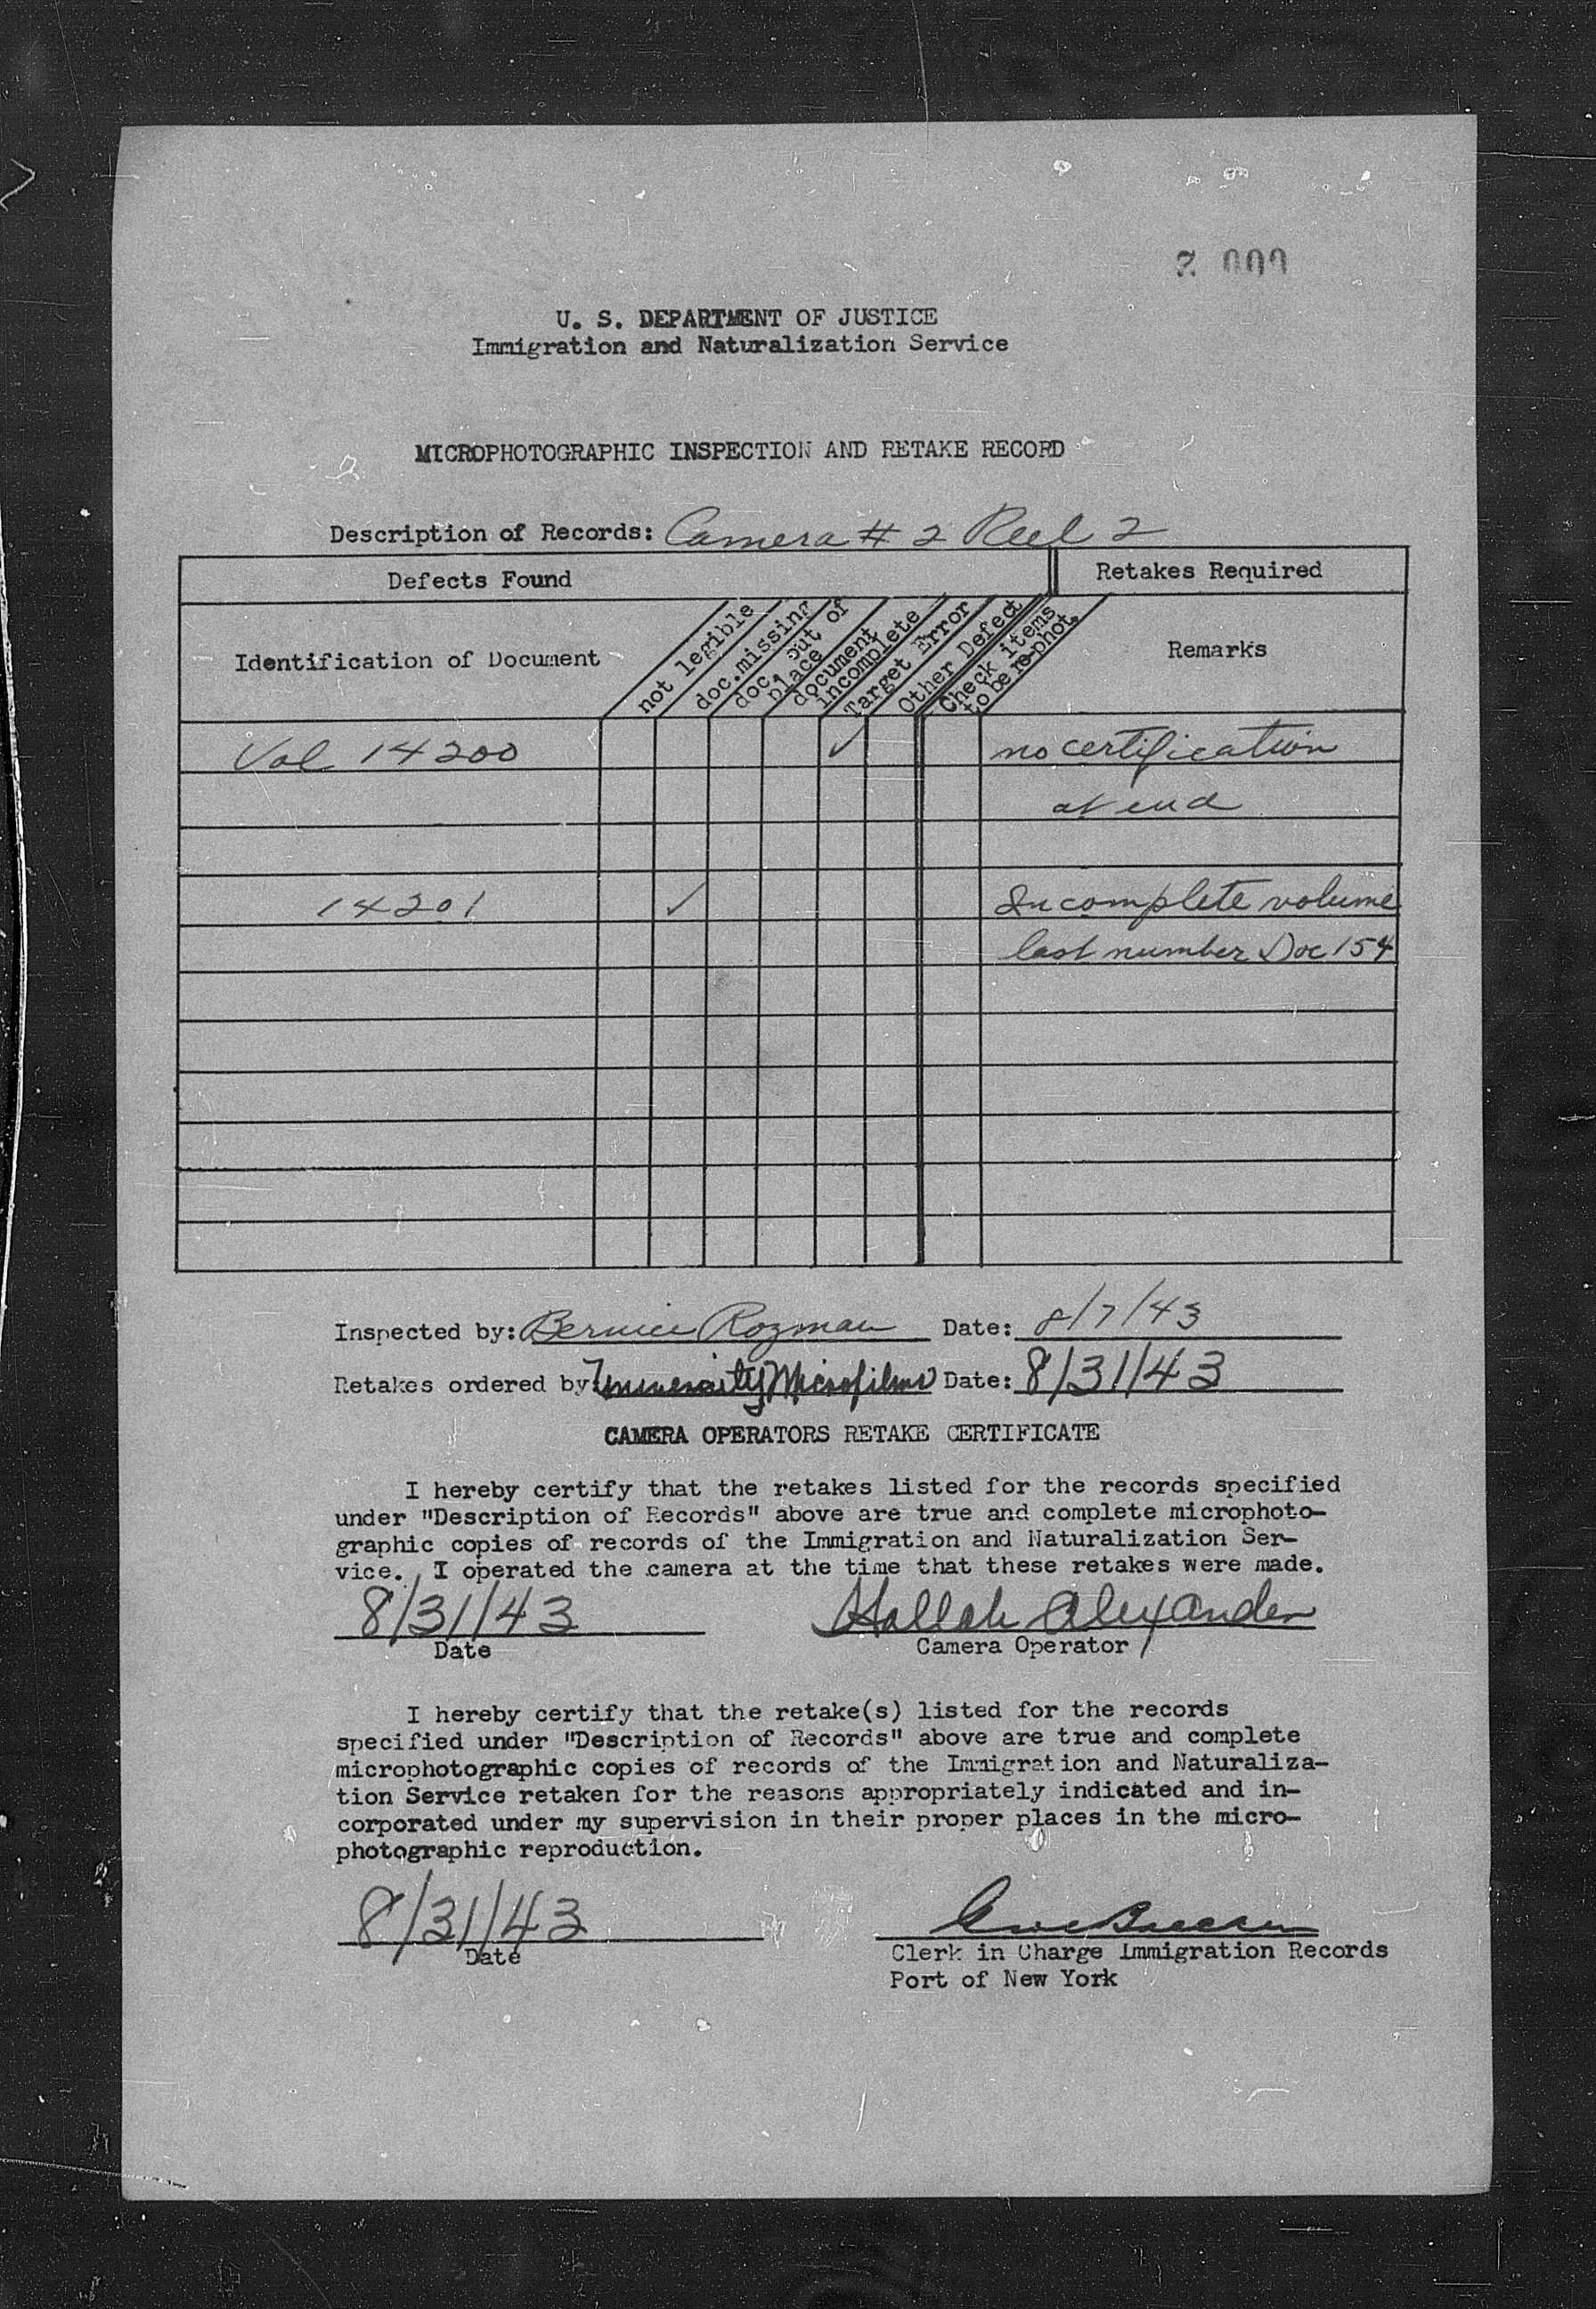 U. S. DEPARTMENT OF JUSTICE
Immigration and Naturalization Service
MICROPHOTOGRAPHIC INSPECTION AND RETAKE RECORD
Description of Records: Camera # 2 Reel 2
Defects Found
Retakes Required
Identification of Document
not legible
doc.missing
doc. out of
place
document
incomplete
Target Error
Other Defect
Check items
to be re-phot.
Remarks
Vol 14200 ✓ no certification
at end
14201 ✓ Incomplete volume
last number Doc 154
Inspected by: Bernice Rozman Date: 8/7/43
Retakes ordered by: University Microfilms Date: 8/31/43
CAMERA OPERATORS RETAKE CERTIFICATE
I hereby certify that the retakes listed for the records specified
under "Description of Records" above are true and complete microphoto-
graphic copies of records of the Immigration and Naturalization Ser-
vice. I operated the camera at the time that these retakes were made.
8/31/43 Hallah Alexander
Date Camera Operator
I hereby certify that the retake(s) listed for the records
specified under "Description of Records" above are true and complete
microphotographic copies of records of the Immigration and Naturaliza-
tion Service retaken for the reasons appropriately indicated and in-
corporated under my supervision in their proper places in the micro-
photographic reproduction.
8/31/43
Date
Clerk in Charge Immigration Records
Port of New York